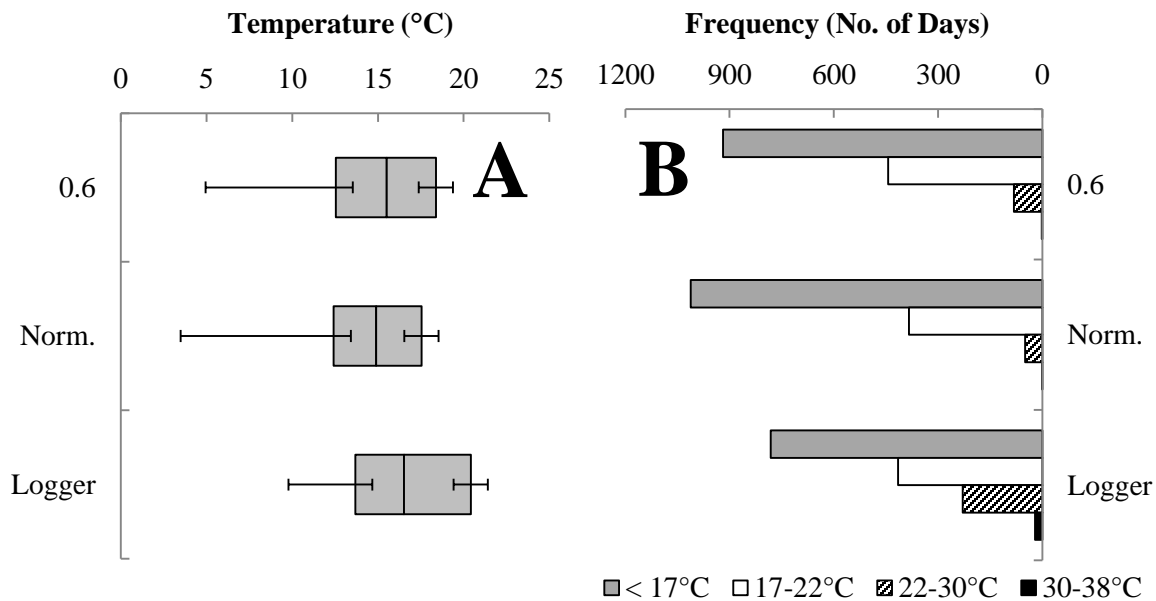 Temperature (°C)
0 5 10 15 20 25
A
0.6
Norm.
Logger
Frequency (No. of Days)
1200 900 600 300 0
B
0.6
Norm.
Logger
< 17°C 17-22°C 22-30°C 30-38°C